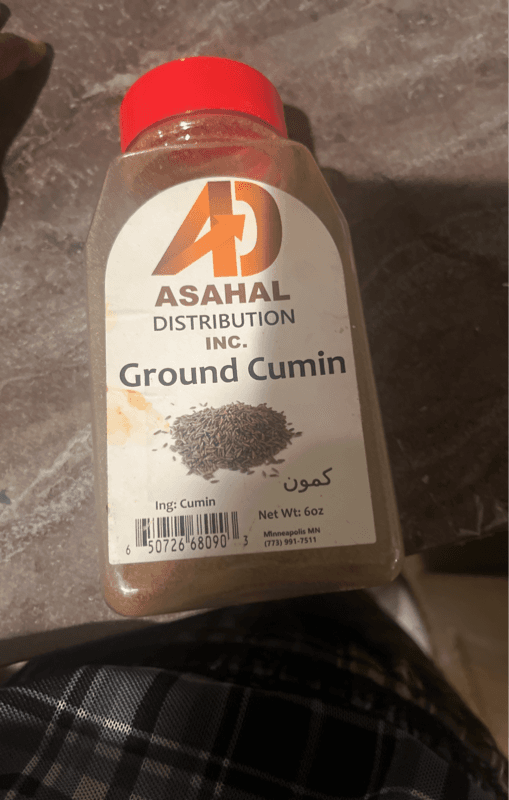 AD
ASAHAL
DISTRIBUTION
INC.
Ground Cumin
كمون
Ing: Cumin
Net Wt: 6oz
6 50726 68090 3
Minneapolis MN
(773) 991-7511